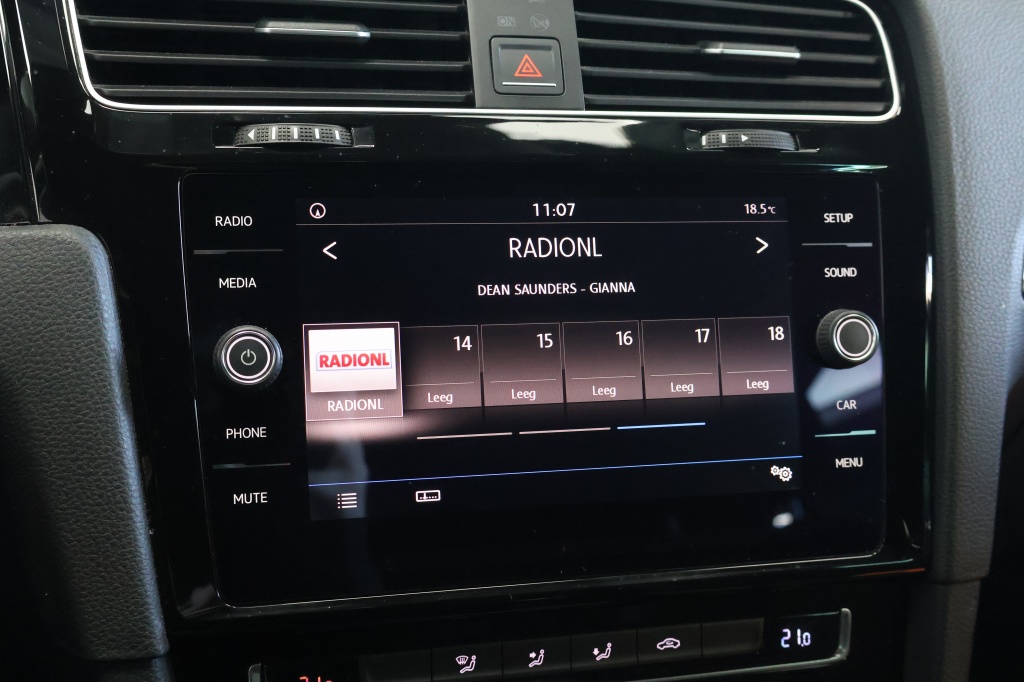 ON
RADIO
MEDIA
PHONE
MUTE
11:07
18.5°C
RADIONL
DEAN SAUNDERS - GIANNA
RADIONL
RADIONL
14
Leeg
15
Leeg
16
Leeg
17
Leeg
18
Leeg
SETUP
SOUND
CAR
MENU
21.0